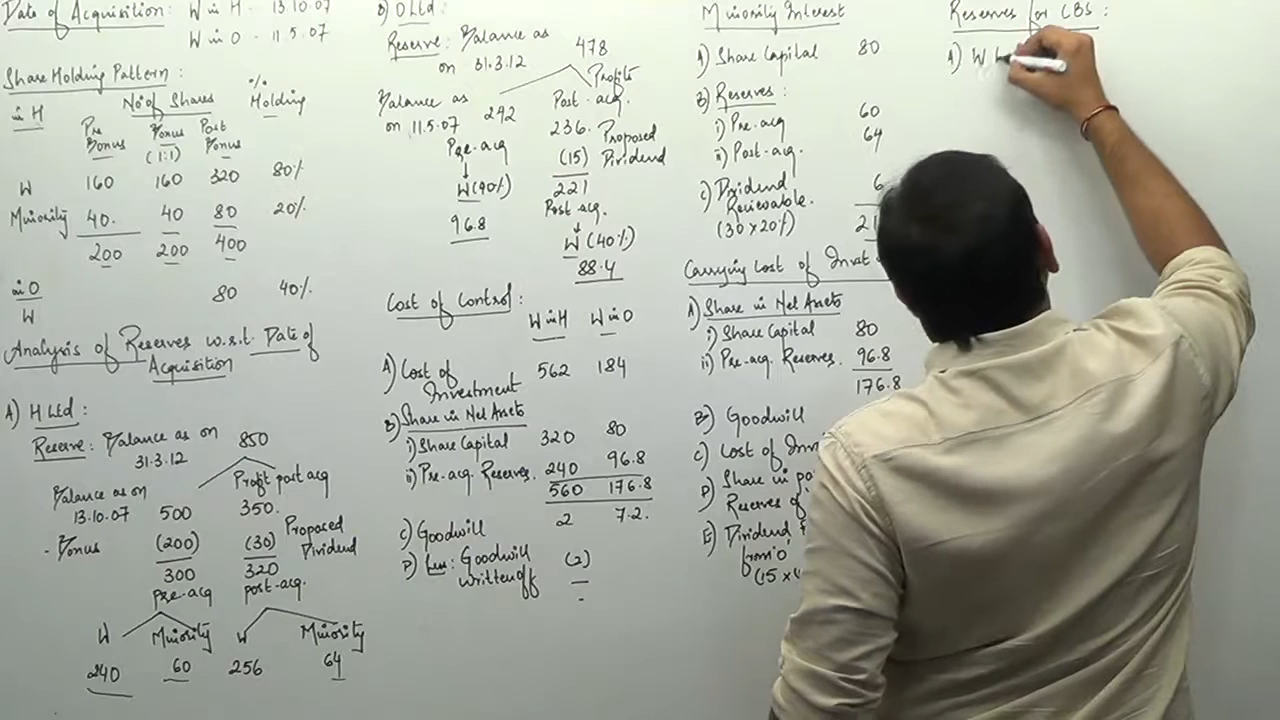 Date of Acquisition: W in H - 13.10.07
W in O - 11.5.07
Share Holding Pattern:
in H
No of Shares
% Holding
Pre Bonus
Bonus (1:1)
Post Bonus
W 160 160 320 80%
Minority 40. 40 80 20%
200 200 400
in O
W 80 40%
Analysis of Reserves w.r.t. Date of
Acquisition
A) H Ltd:
Reserve: Balance as on
31.3.12
850
Balance as on
13.10.07 500
Profit post acq
350.
- Bonus (200)
(30) Proposed Dividend
300
320
pre-acq
post-acq.
W Minority W Minority
240 60 256 64
B) O Ltd:
Reserve: Balance as
on 31.3.12
478
Balance as
on 11.5.07 242
Profits
Post-acq.
236.
Pre-acq
(15) Proposed Dividend
221
W(40%)
Post acq.
96.8
W(40%)
88.4
Cost of Control:
W in H W in O
A) Cost of
Investment 562 184
B) Share in Net Assets
i) Share Capital 320 80
ii) Pre-acq. Reserves. 240 96.8
560 176.8
C) Goodwill 2 7.2.
D) Less: Goodwill
written off (2)
-
Minority Interest
A) Share Capital 80
B) Reserves:
i) Pre-acq 60
ii) Post-acq. 64
C) Dividend
Receivable. 6
(30 x 20%)
Carrying Cost of Invest
A) Share in Net Assets
i) Share Capital 80
ii) Pre-acq. Reserves. 96.8
176.8
B) Goodwill
C) Cost of Inv
D) Share in po
Reserves of
E) Dividend
from 'O'
(15 x
Reserves for CBS:
A) W